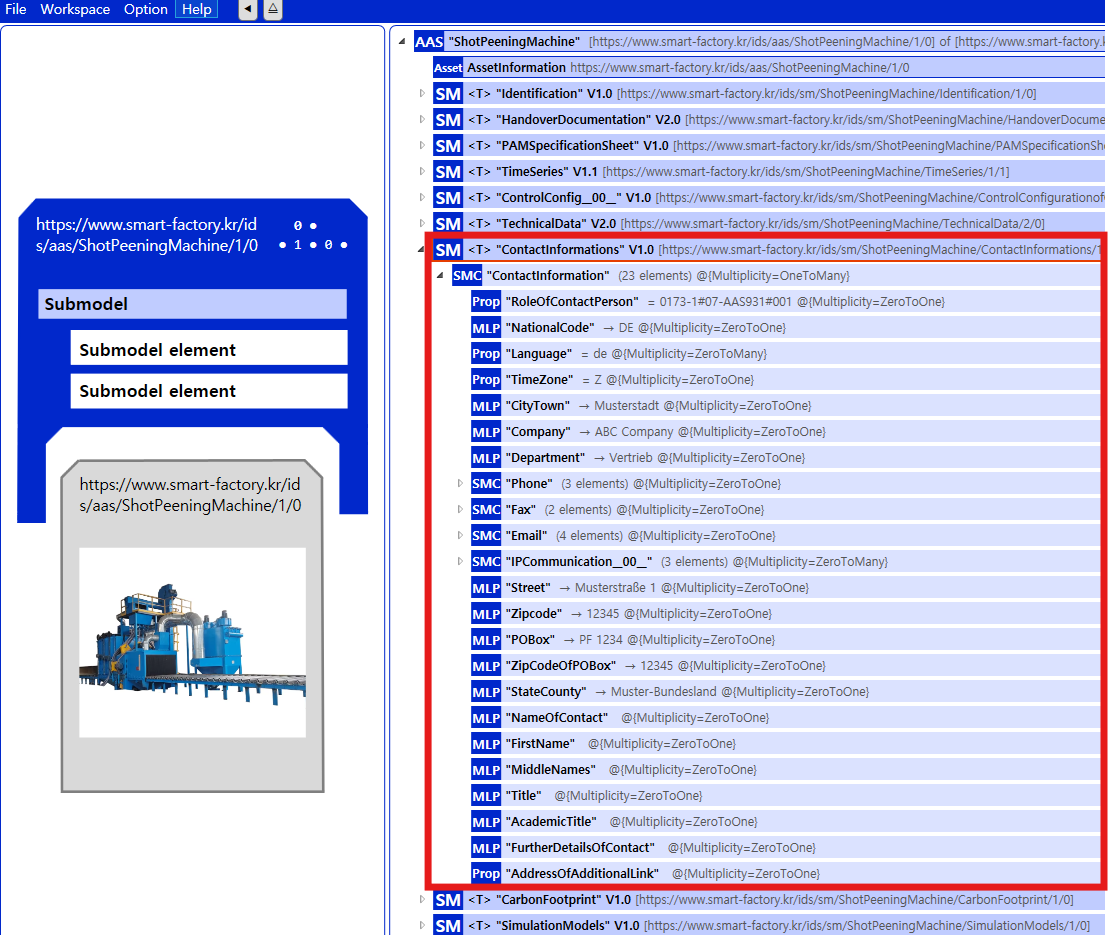 File Workspace Option Help
https://www.smart-factory.kr/id
s/aas/ShotPeeningMachine/1/0
0
1 0
Submodel
Submodel element
Submodel element
https://www.smart-factory.kr/id
s/aas/ShotPeeningMachine/1/0
AAS "ShotPeeningMachine" [https://www.smart-factory.kr/ids/aas/ShotPeeningMachine/1/0] of [https://www.smart-factory.k
Asset AssetInformation https://www.smart-factory.kr/ids/aas/ShotPeeningMachine/1/0
SM <T> "Identification" V1.0 [https://www.smart-factory.kr/ids/sm/ShotPeeningMachine/Identification/1/0]
SM <T> "HandoverDocumentation" V2.0 [https://www.smart-factory.kr/ids/sm/ShotPeeningMachine/HandoverDocume
SM <T> "PAMSpecificationSheet" V1.0 [https://www.smart-factory.kr/ids/sm/ShotPeeningMachine/PAMSpecificationSh
SM <T> "TimeSeries" V1.1 [https://www.smart-factory.kr/ids/sm/ShotPeeningMachine/TimeSeries/1/1]
SM <T> "ControlConfig__00__" V1.0 [https://www.smart-factory.kr/ids/sm/ShotPeeningMachine/ControlConfigurationof
SM <T> "TechnicalData" V2.0 [https://www.smart-factory.kr/ids/sm/ShotPeeningMachine/TechnicalData/2/0]
SM <T> "ContactInformations" V1.0 [https://www.smart-factory.kr/ids/sm/ShotPeeningMachine/ContactInformations/1
SMC "ContactInformation" (23 elements) @{Multiplicity=OneToMany}
Prop "RoleOfContactPerson" = 0173-1#07-AAS931#001 @{Multiplicity=ZeroToOne}
MLP "NationalCode" → DE @{Multiplicity=ZeroToOne}
Prop "Language" = de @{Multiplicity=ZeroToMany}
Prop "TimeZone" = Z @{Multiplicity=ZeroToOne}
MLP "CityTown" → Musterstadt @{Multiplicity=ZeroToOne}
MLP "Company" → ABC Company @{Multiplicity=ZeroToOne}
MLP "Department" → Vertrieb @{Multiplicity=ZeroToOne}
SMC "Phone" (3 elements) @{Multiplicity=ZeroToOne}
SMC "Fax" (2 elements) @{Multiplicity=ZeroToOne}
SMC "Email" (4 elements) @{Multiplicity=ZeroToOne}
SMC "IPCommunication__00__" (3 elements) @{Multiplicity=ZeroToMany}
MLP "Street" → Musterstraße 1 @{Multiplicity=ZeroToOne}
MLP "Zipcode" → 12345 @{Multiplicity=ZeroToOne}
MLP "POBox" → PF 1234 @{Multiplicity=ZeroToOne}
MLP "ZipCodeOfPOBox" → 12345 @{Multiplicity=ZeroToOne}
MLP "StateCounty" → Muster-Bundesland @{Multiplicity=ZeroToOne}
MLP "NameOfContact" @{Multiplicity=ZeroToOne}
MLP "FirstName" @{Multiplicity=ZeroToOne}
MLP "MiddleNames" @{Multiplicity=ZeroToOne}
MLP "Title" @{Multiplicity=ZeroToOne}
MLP "AcademicTitle" @{Multiplicity=ZeroToOne}
MLP "FurtherDetailsOfContact" @{Multiplicity=ZeroToOne}
Prop "AddressOfAdditionalLink" @{Multiplicity=ZeroToOne}
SM <T> "CarbonFootprint" V1.0 [https://www.smart-factory.kr/ids/sm/ShotPeeningMachine/CarbonFootprint/1/0]
SM <T> "SimulationModels" V1.0 [https://www.smart-factory.kr/ids/sm/ShotPeeningMachine/SimulationModels/1/0]